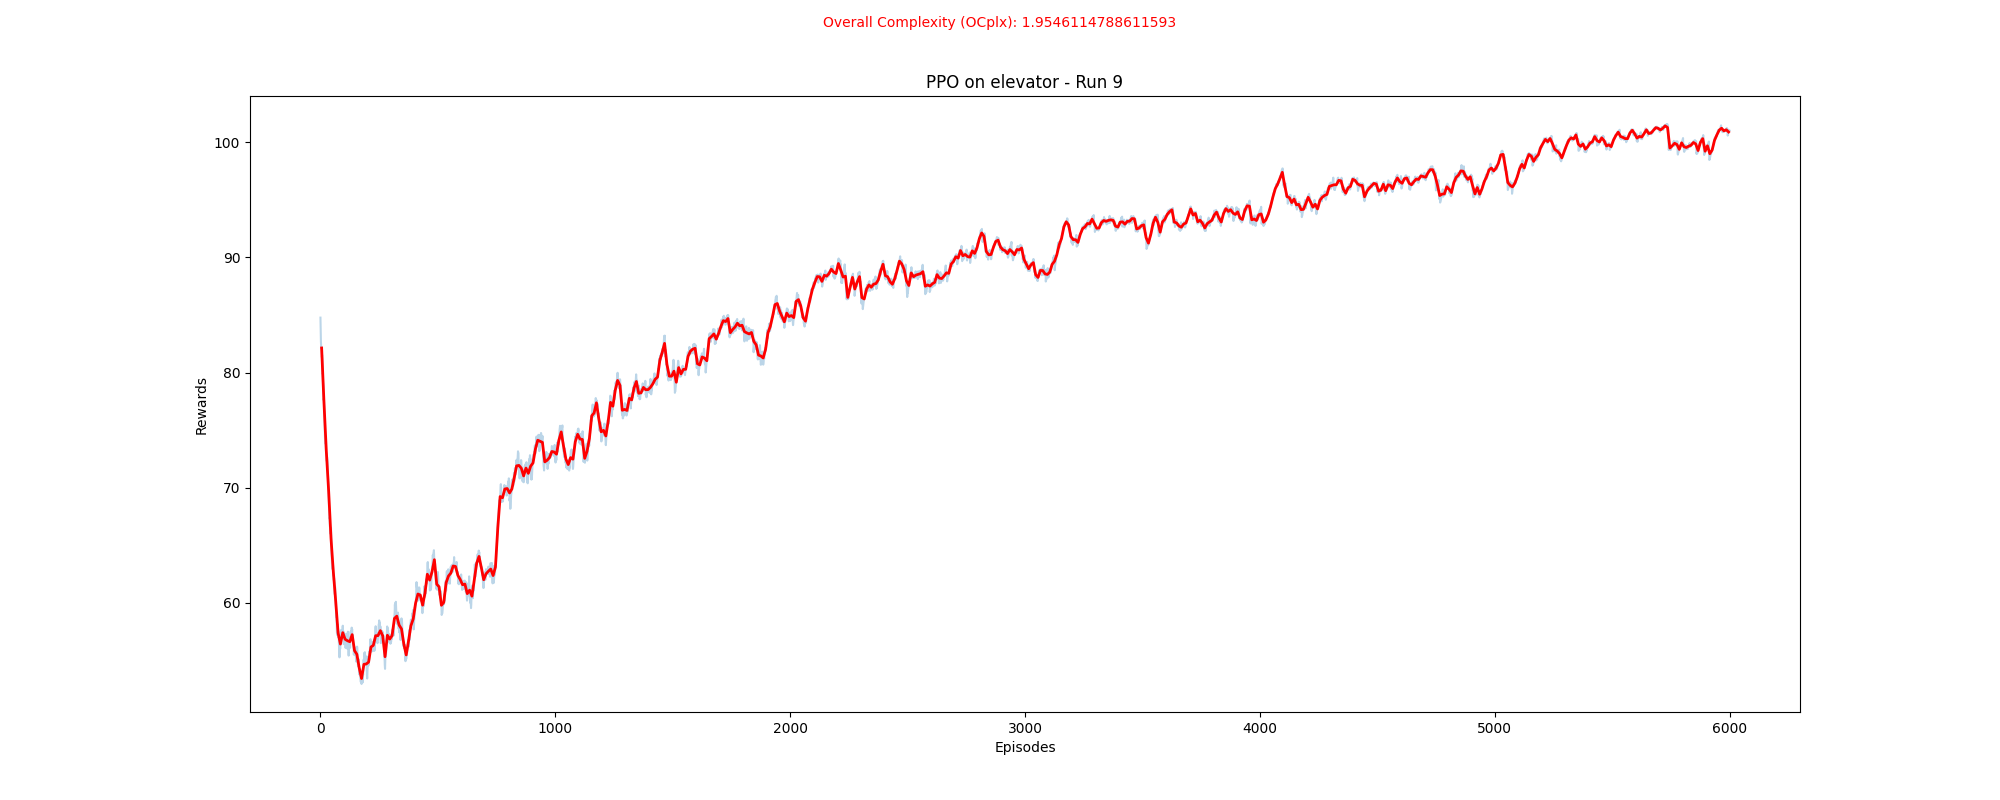 Overall Complexity (OCplx): 1.9546114788611593
PPO on elevator - Run 9
100
90
80
70
60
Rewards
0 1000 2000 3000 4000 5000 6000
Episodes